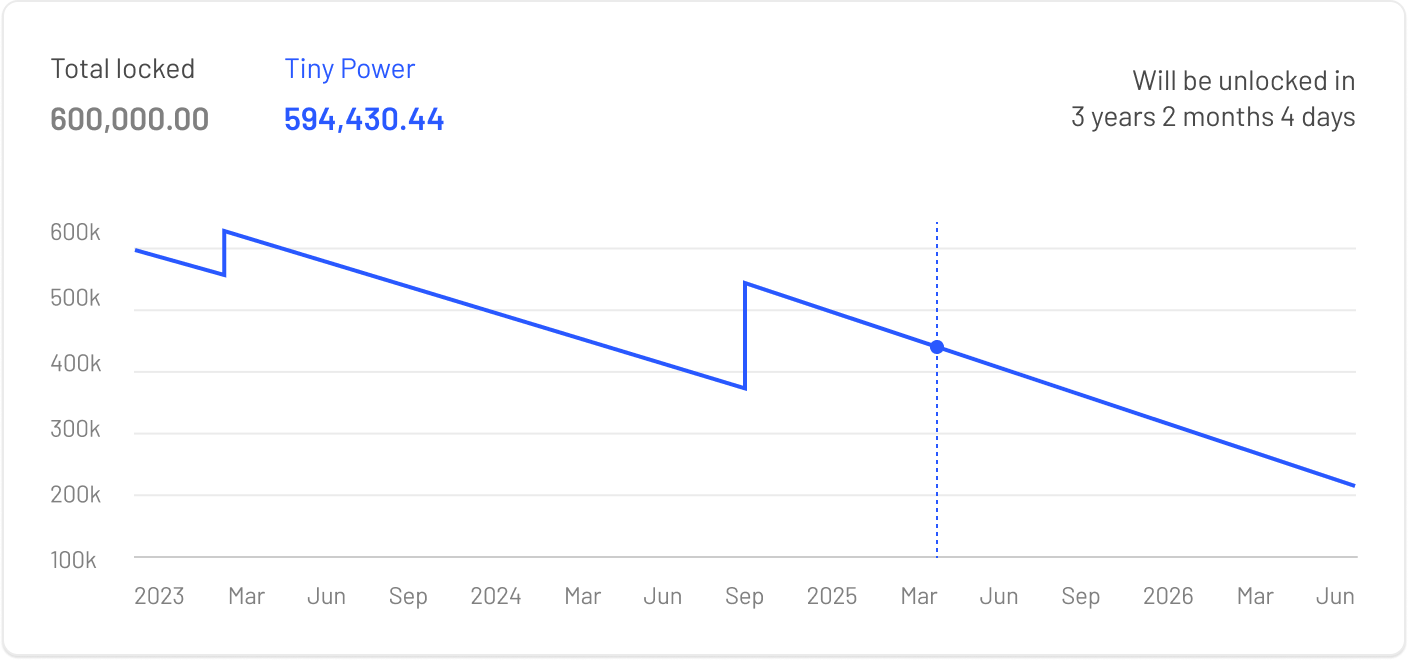 Total locked
600,000.00
Tiny Power
594,430.44
Will be unlocked in
3 years 2 months 4 days
600k
500k
400k
300k
200k
100k
2023 Mar Jun Sep 2024 Mar Jun Sep 2025 Mar Jun Sep 2026 Mar Jun